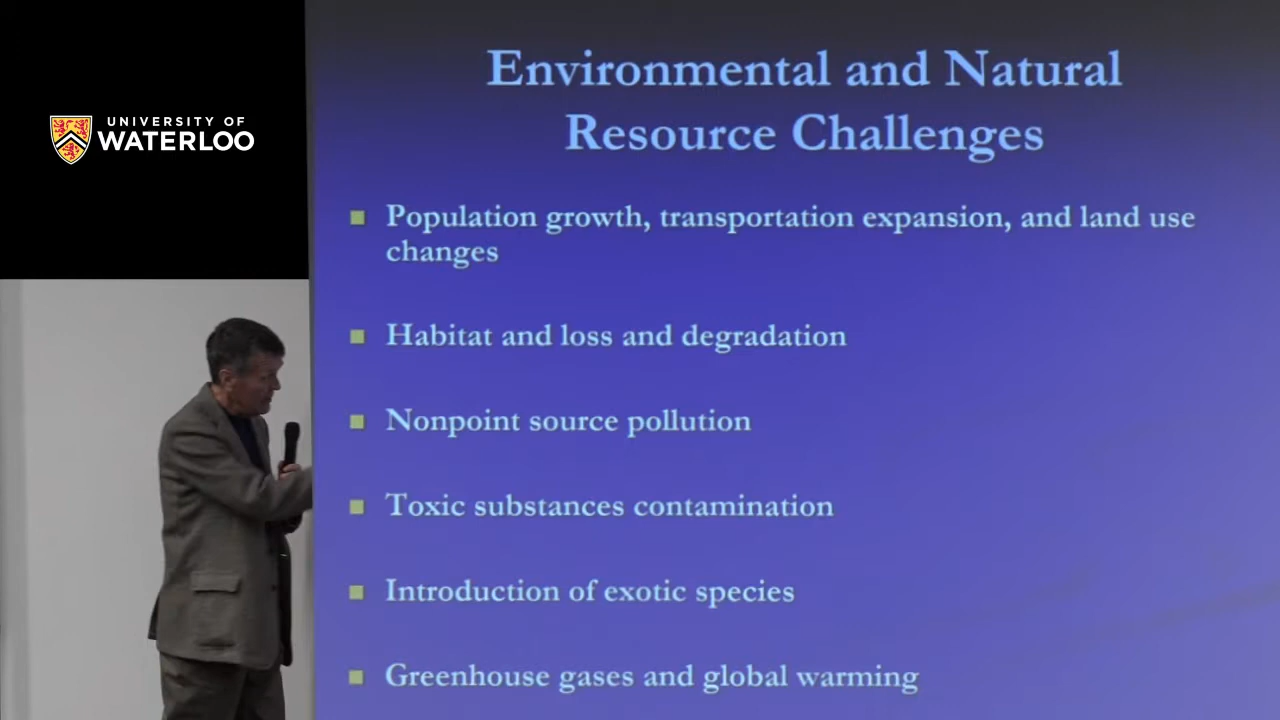 UNIVERSITY OF
WATERLOO
Environmental and Natural
Resource Challenges
Population growth, transportation expansion, and land use
changes
Habitat and loss and degradation
Nonpoint source pollution
Toxic substances contamination
Introduction of exotic species
Greenhouse gases and global warming